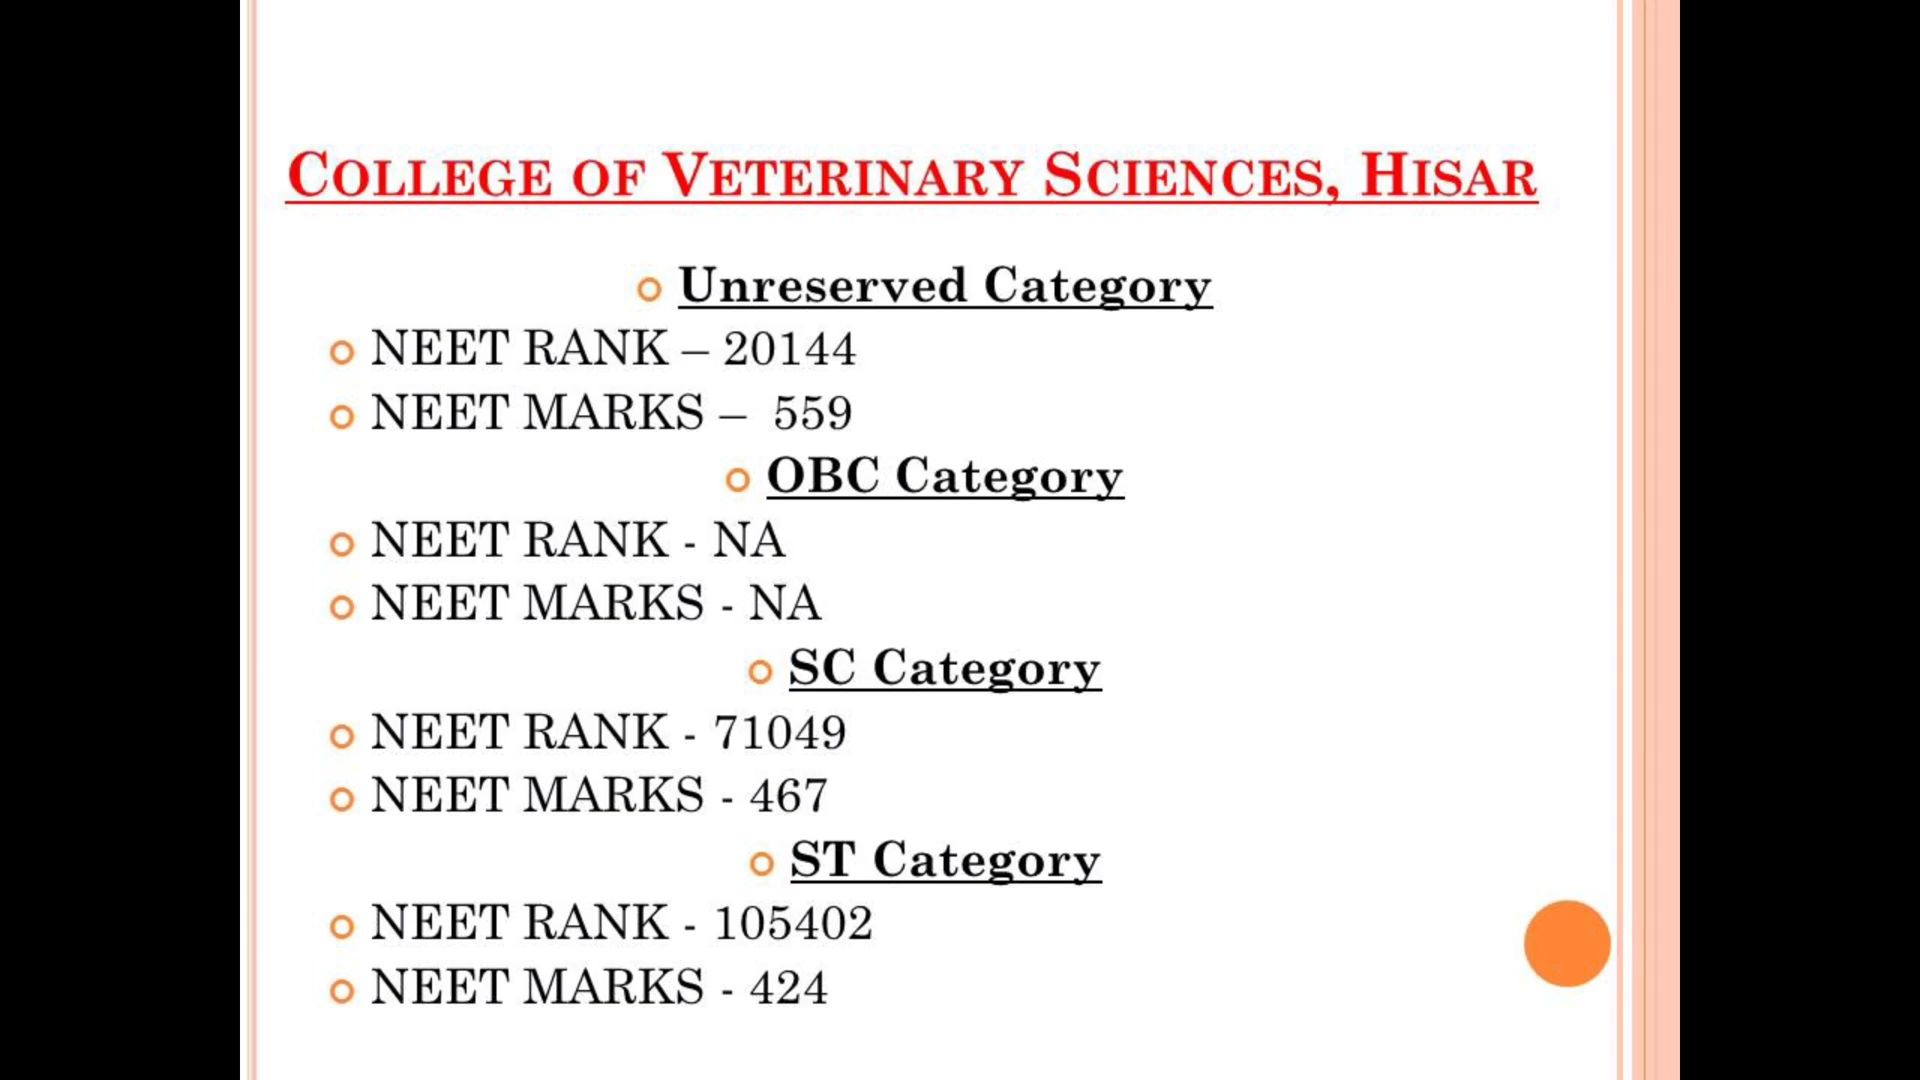 COLLEGE OF VETERINARY SCIENCES, HISAR
Unreserved Category
NEET RANK – 20144
NEET MARKS – 559
OBC Category
NEET RANK - NA
NEET MARKS - NA
SC Category
NEET RANK - 71049
NEET MARKS - 467
ST Category
NEET RANK - 105402
NEET MARKS - 424